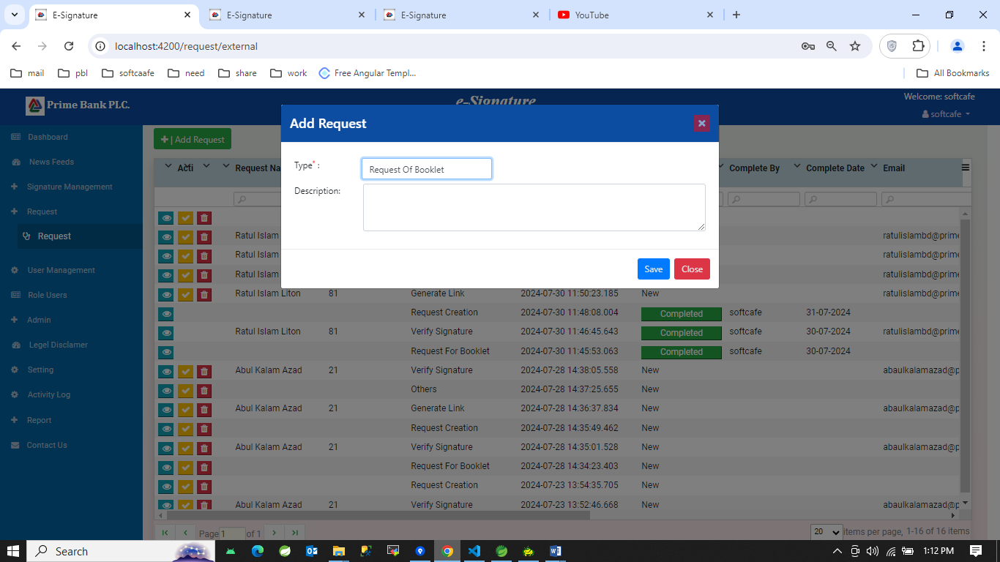 E-Signature
E-Signature
E-Signature
YouTube
localhost:4200/request/external
mail
pbl
softcaafe
need
share
work
Free Angular Templ...
All Bookmarks
Prime Bank PLC.
e-Signature
Welcome: softcafe
softcafe
Dashboard
News Feeds
Signature Management
Request
Request
User Management
Role Users
Admin
Legel Disclamer
Setting
Activity Log
Report
Contact Us
| Add Request
Add Request
Type* :
Request Of Booklet
Description:
Save
Close
Acti
Request Na
Complete By
Complete Date
Email
Ratul Islam
ratulislambd@prime
Ratul Islam
ratulislambd@prime
Ratul Islam
ratulislambd@prime
Ratul Islam Liton 81 Generate Link 2024-07-30 11:50:23.185 New ratulislambd@prime
Request Creation 2024-07-30 11:48:08.004 Completed softcafe 31-07-2024
Ratul Islam Liton 81 Verify Signature 2024-07-30 11:46:45.643 Completed softcafe 30-07-2024 ratulislambd@prime
Request For Booklet 2024-07-30 11:45:53.063 Completed softcafe 30-07-2024
Abul Kalam Azad 21 Verify Signature 2024-07-28 14:38:05.558 New abaulkalamazad@p
Others 2024-07-28 14:37:25.655 New
Abul Kalam Azad 21 Generate Link 2024-07-28 14:36:37.834 New abaulkalamazad@p
Request Creation 2024-07-28 14:35:49.462 New
Abul Kalam Azad 21 Verify Signature 2024-07-28 14:35:01.528 New abaulkalamazad@p
Request For Booklet 2024-07-28 14:34:23.403 New
Request Creation 2024-07-23 13:54:35.705 New
Abul Kalam Azad 21 Verify Signature 2024-07-23 13:52:46.668 New abaulkalamazad@p
Page 1 of 1
20 items per page, 1-16 of 16 items
Search
1:12 PM